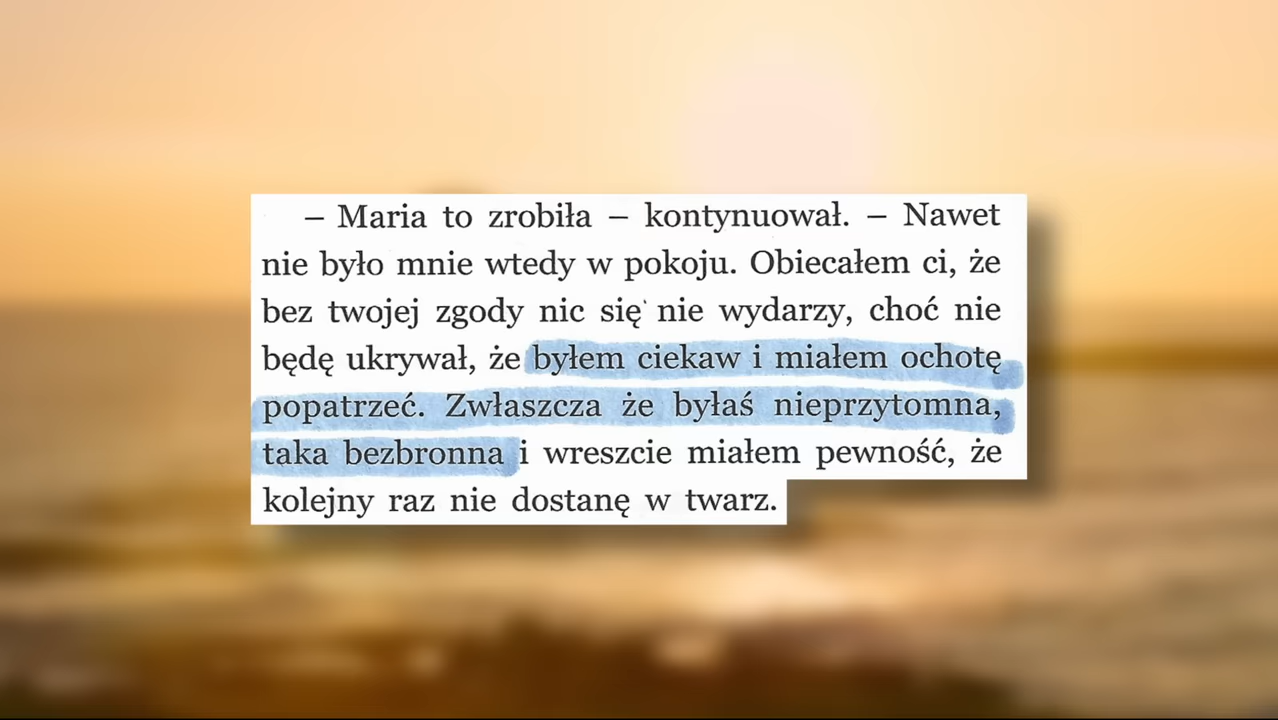 – Maria to zrobiła – kontynuował. – Nawet
nie było mnie wtedy w pokoju. Obiecałem ci, że
bez twojej zgody nic się nie wydarzy, choć nie
będę ukrywał, że byłem ciekaw i miałem ochotę
popatrzeć. Zwłaszcza że byłaś nieprzytomna,
taka bezbronna i wreszcie miałem pewność, że
kolejny raz nie dostanę w twarz.